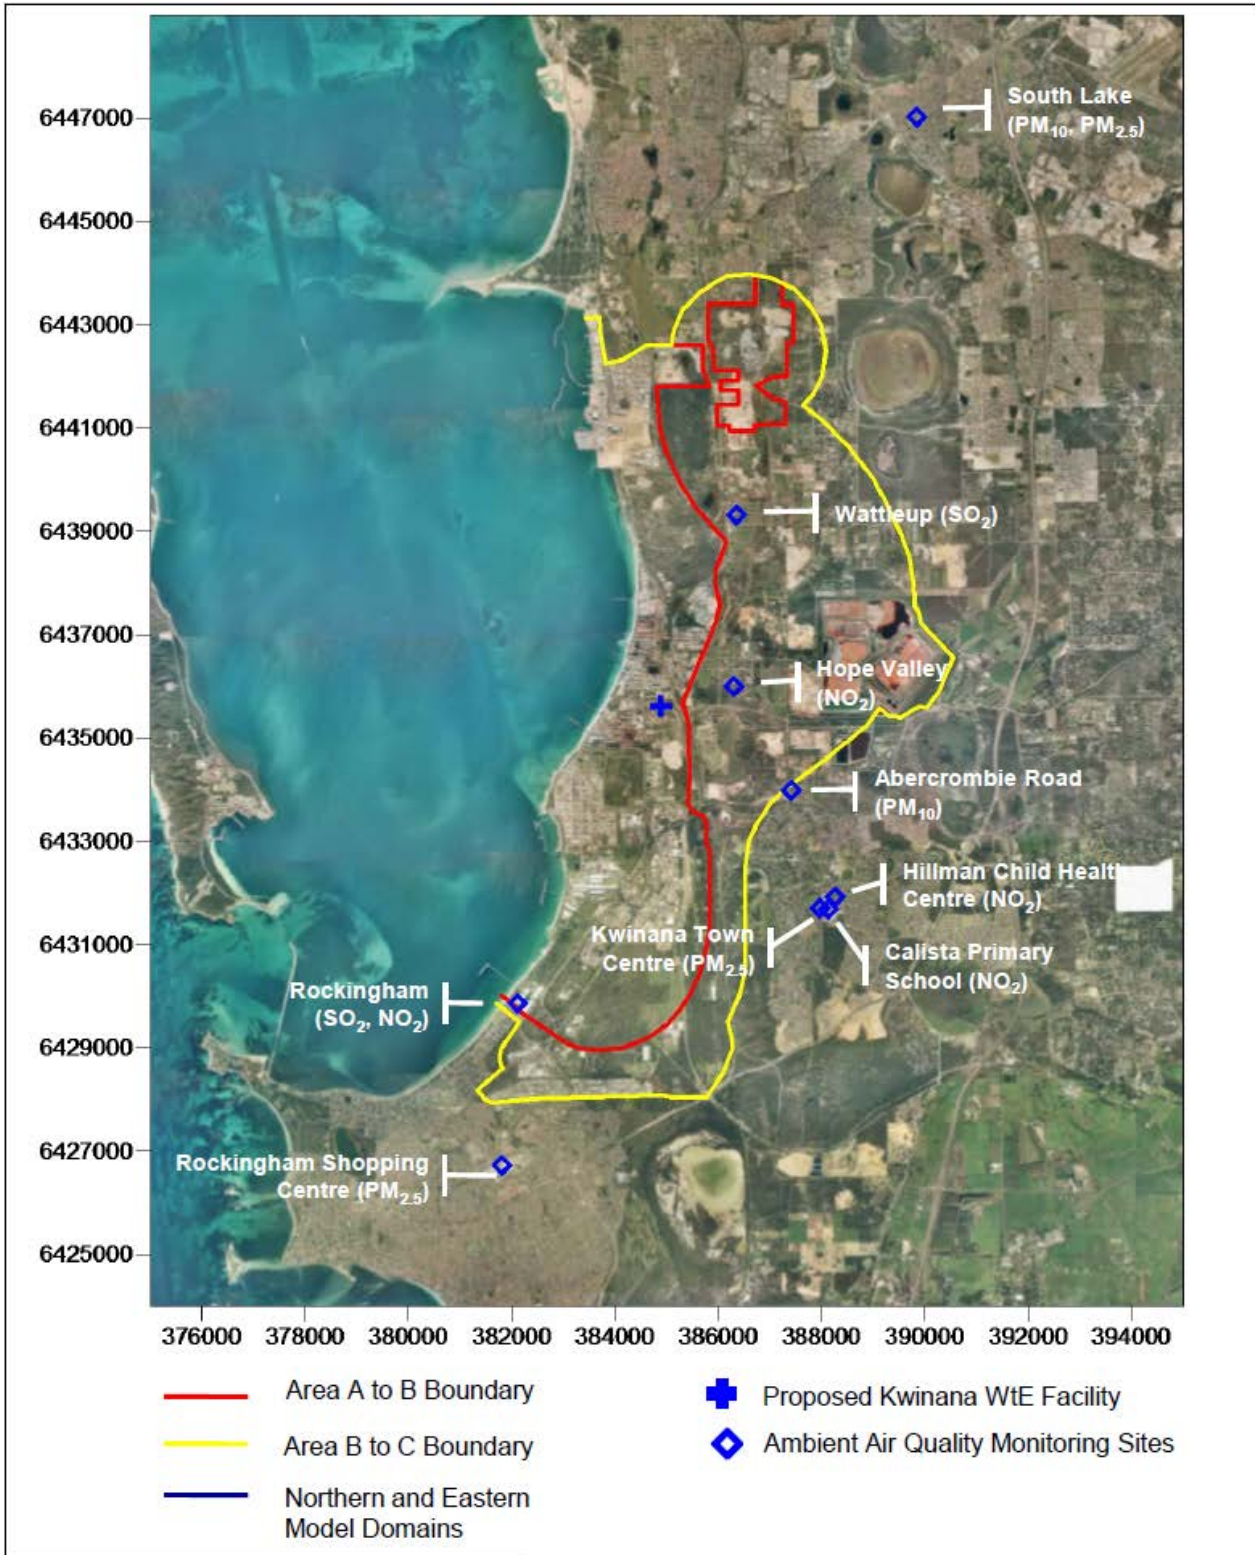 6447000
6445000
6443000
6441000
6439000
6437000
6435000
6433000
6431000
6429000
6427000
6425000
South Lake
(PM₁₀, PM₂.₅)
Wattleup (SO₂)
Hope Valley
(NO₂)
Abercrombie Road
(PM₁₀)
Hillman Child Health
Centre (NO₂)
Kwinana Town
Centre (PM₂.₅)
Calista Primary
School (NO₂)
Rockingham
(SO₂, NO₂)
Rockingham Shopping
Centre (PM₂.₅)
376000 378000 380000 382000 384000 386000 388000 390000 392000 394000
Area A to B Boundary
Area B to C Boundary
Northern and Eastern
Model Domains
Proposed Kwinana WtE Facility
Ambient Air Quality Monitoring Sites